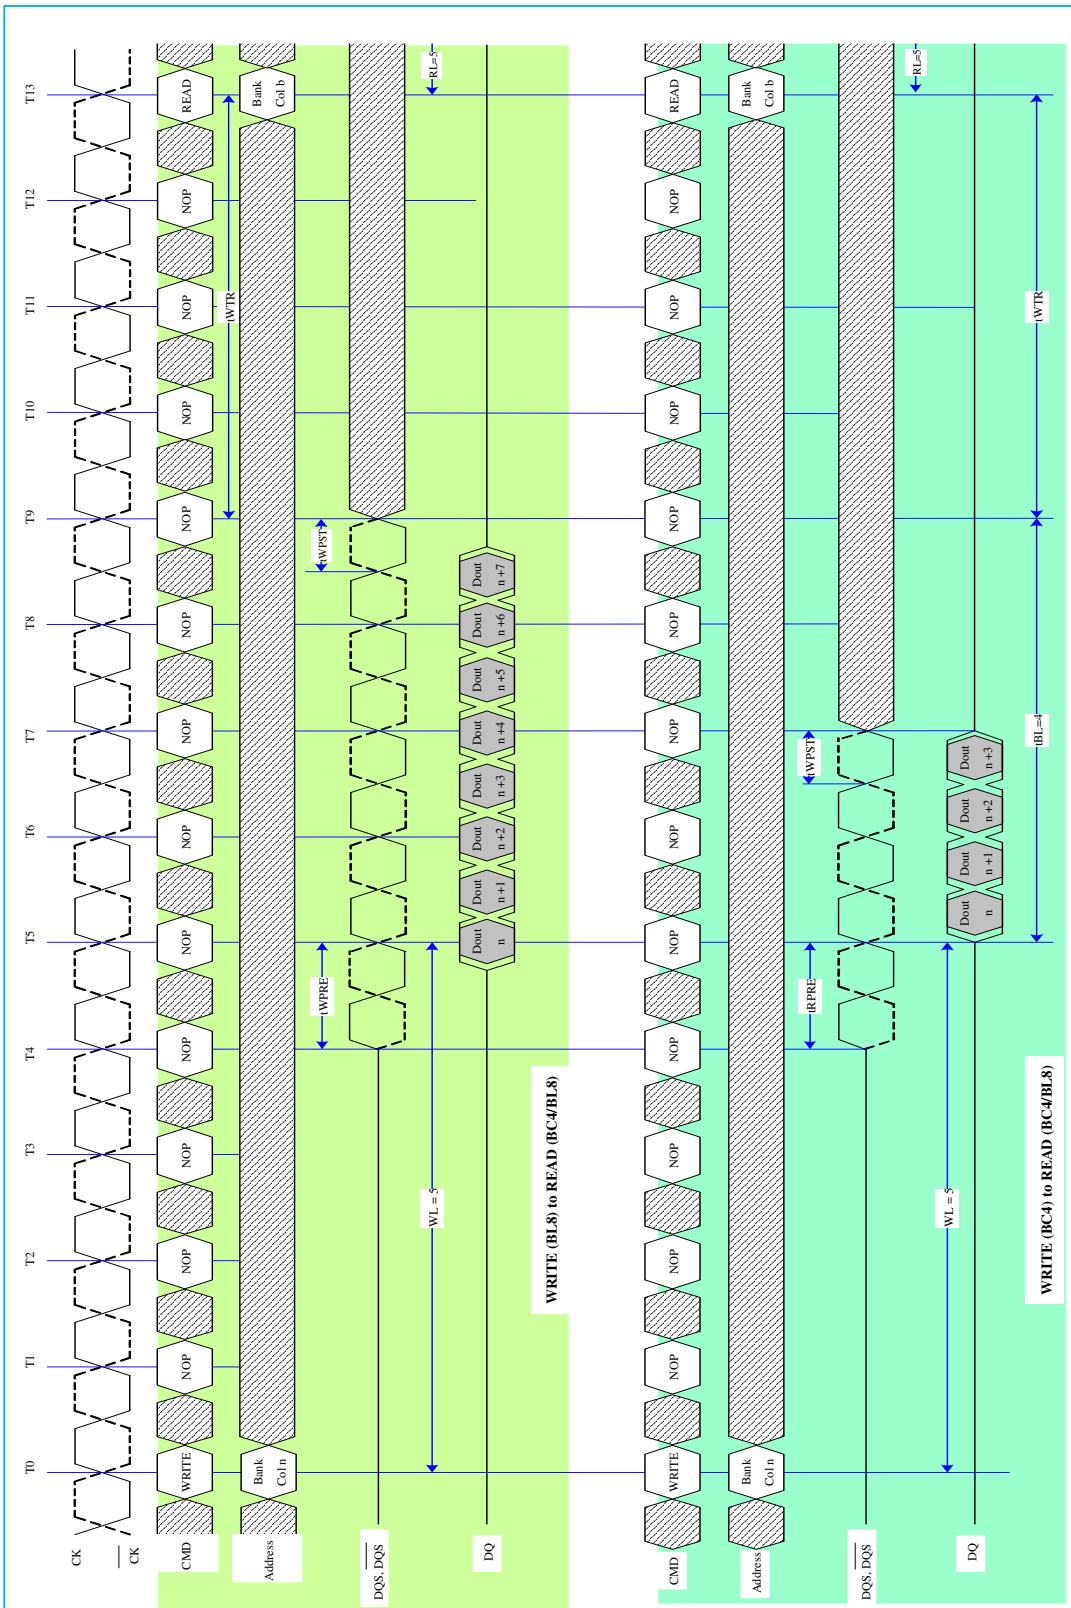 T0 T1 T2 T3 T4 T5 T6 T7 T8 T9 T10 T11 T12 T13
CK
CK
CMD WRITE NOP NOP NOP NOP NOP NOP NOP NOP NOP NOP NOP NOP READ
tWTR
Address Bank Bank
Col n Col b
tWPRE tWPST
DQS, DQS
WL = 5 RL=5
DQ Dout Dout Dout Dout Dout Dout Dout Dout
n n+1 n+2 n+3 n+4 n+5 n+6 n+7
WRITE (BL8) to READ (BC4/BL8)
CMD WRITE NOP NOP NOP NOP NOP NOP NOP NOP NOP NOP NOP NOP READ
Address Bank Bank
Col n Col b
tRPRE tWPST
DQS, DQS
RL=5
WL = 5
DQ Dout Dout Dout Dout
n n+1 n+2 n+3
tBL=4 tWTR
WRITE (BC4) to READ (BC4/BL8)